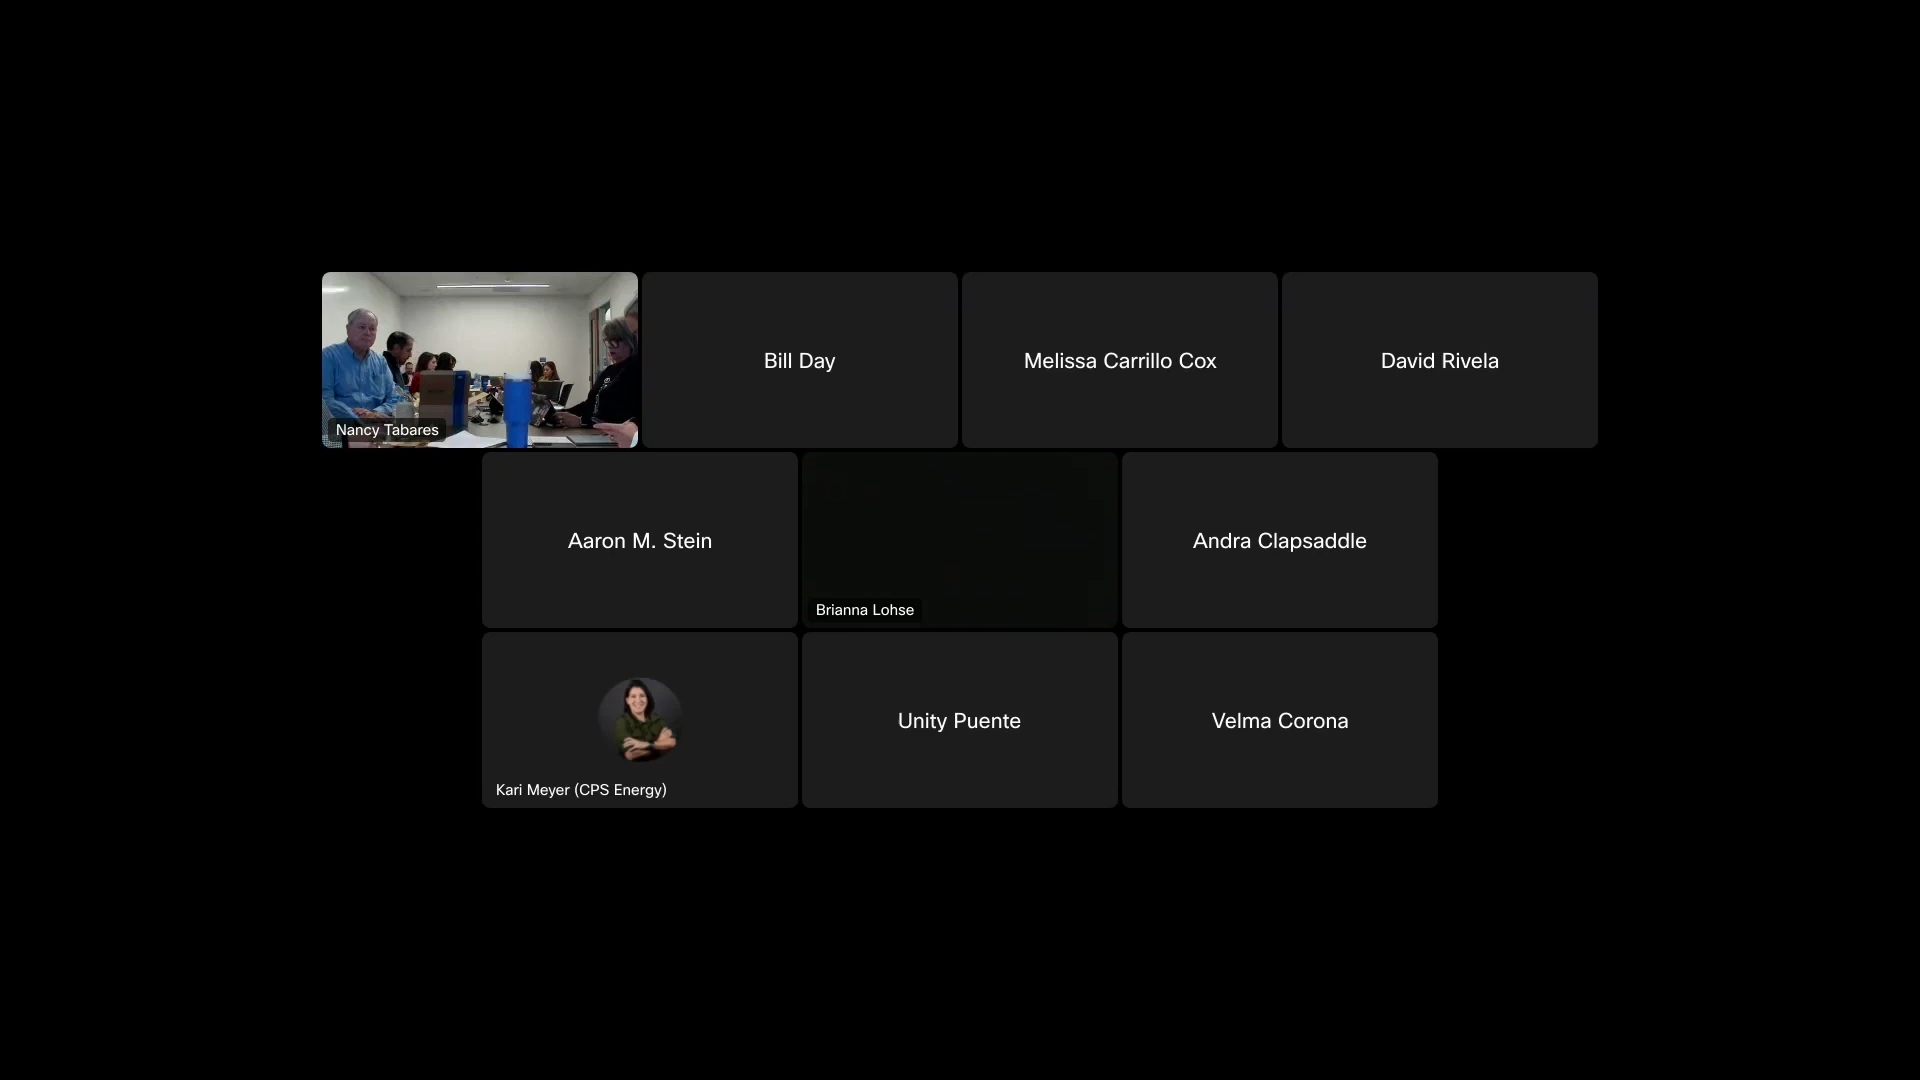 Nancy Tabares
Bill Day
Melissa Carrillo Cox
David Rivela
Aaron M. Stein
Brianna Lohse
Andra Clapsaddle
Kari Meyer (CPS Energy)
Unity Puente
Velma Corona